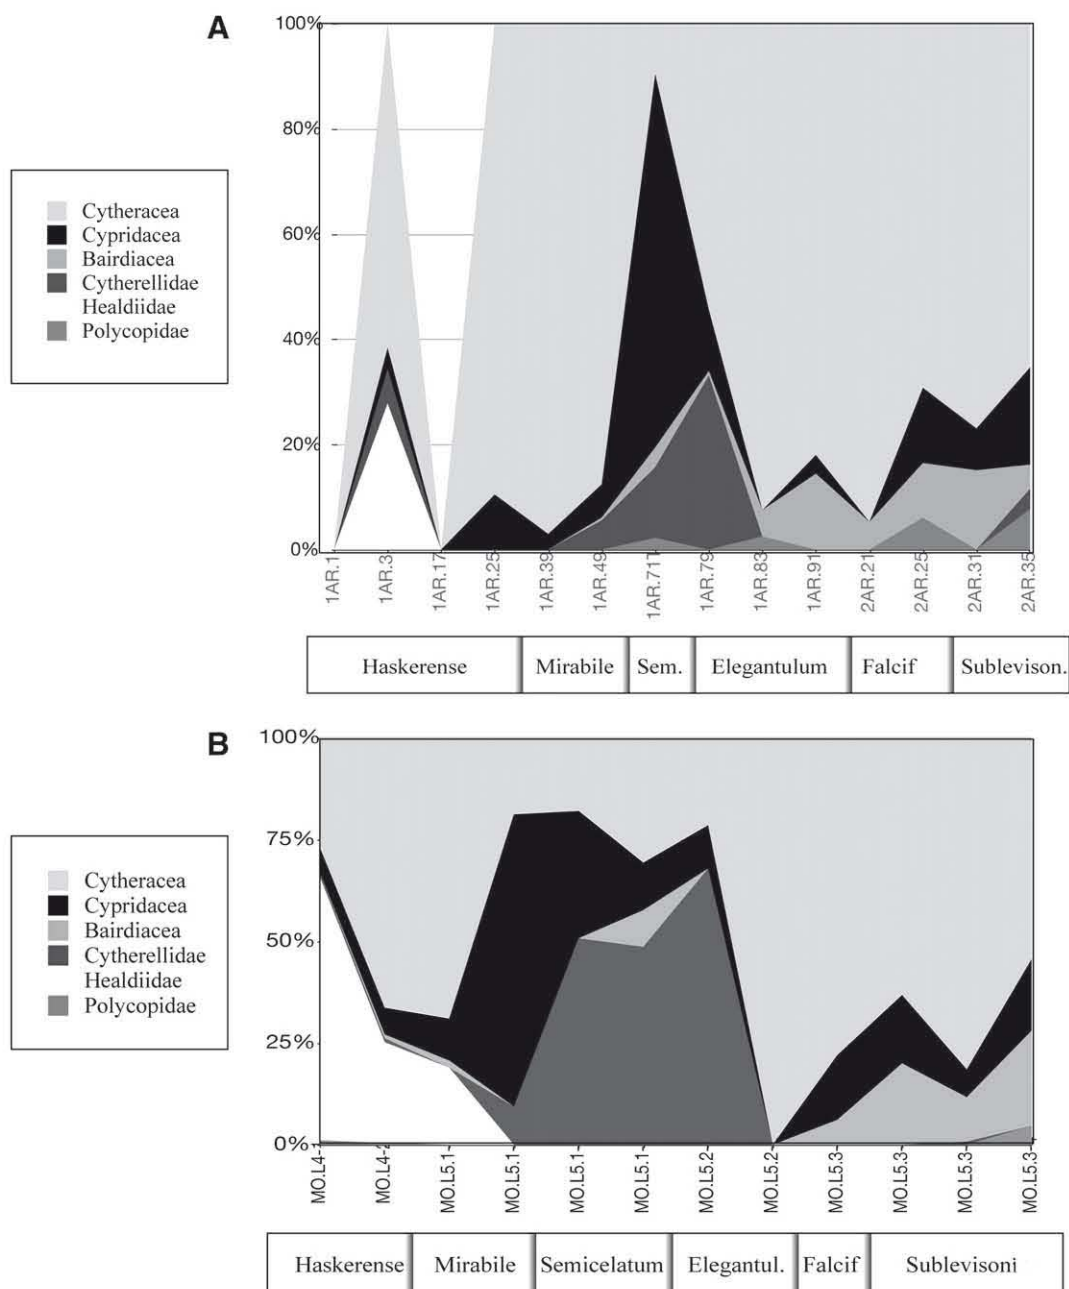 A
100%
80%
60%
40%
20%
0%
Cytheracea
Cypridacea
Bairdiacea
Cytherellidae
Healdiidae
Polycopidae
1AR.1
1AR.3
1AR.17
1AR.25
1AR.39
1AR.49
1AR.71T
1AR.79
1AR.83
1AR.91
2AR.21
2AR.25
2AR.31
2AR.35
Haskerense Mirabile Sem. Elegantulum Falcif Sublevison.
B
100%
75%
50%
25%
0%
Cytheracea
Cypridacea
Bairdiacea
Cytherellidae
Healdiidae
Polycopidae
MO.L4-
MO.L4-2
MO.L5.1
MO.L5.1
MO.L5.1
MO.L5.1
MO.L5.2
MO.L5.2
MO.L5.3
MO.L5.3
MO.L5.3
MO.L5.3
Haskerense Mirabile Semicelatum Elegantul. Falcif Sublevisoni